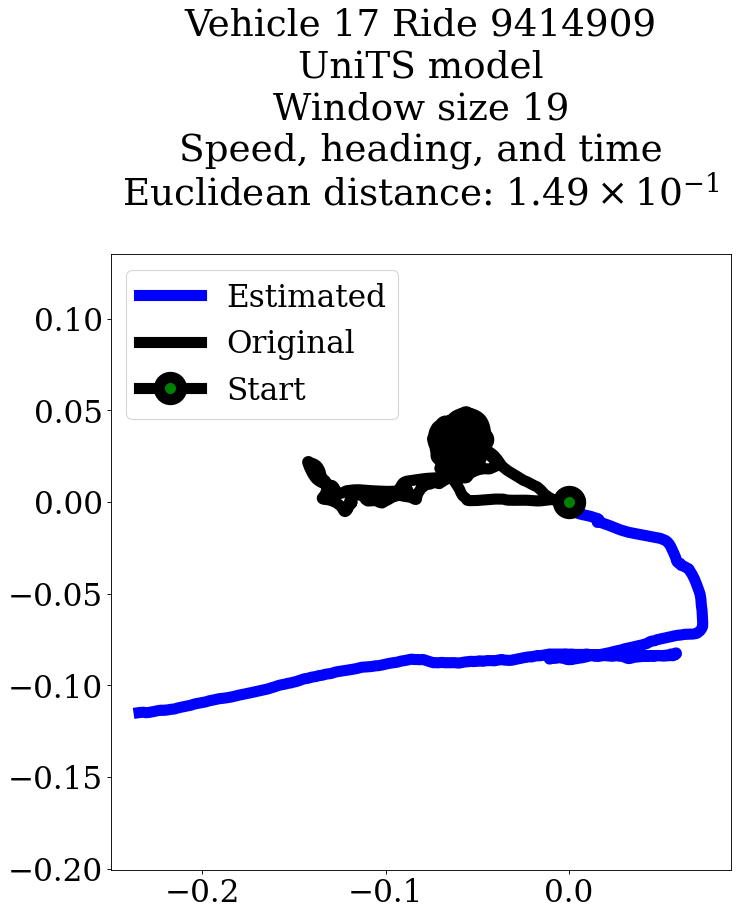 Vehicle 17 Ride 9414909
UniTS model
Window size 19
Speed, heading, and time
Euclidean distance: 1.49 × 10⁻¹
Estimated
Original
Start
0.10
0.05
0.00
−0.05
−0.10
−0.15
−0.20
−0.2 −0.1 0.0